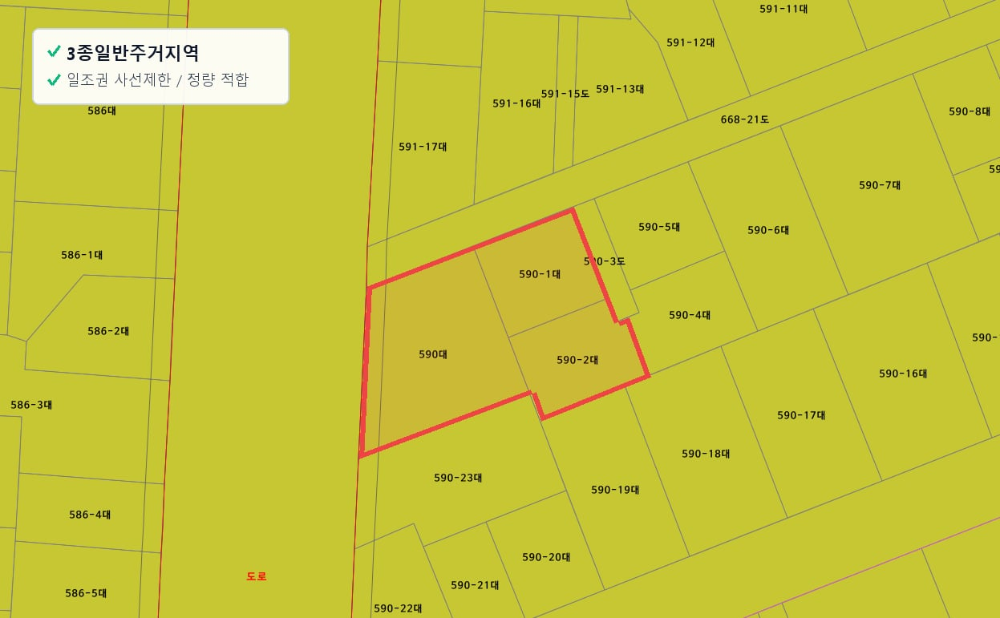 3종일반주거지역
일조권 사선제한 / 정량 적합
591-11대
591-12대
591-13대
591-15도
591-16대
586대
590-8대
668-21도
591-17대
59
590-7대
590-5대
590-6대
586-1대
590-3도
590-1대
590-4대
586-2대
590-
590대
590-2대
590-16대
586-3대
590-17대
590-18대
590-23대
590-19대
586-4대
590-20대
도로
590-21대
586-5대
590-22대